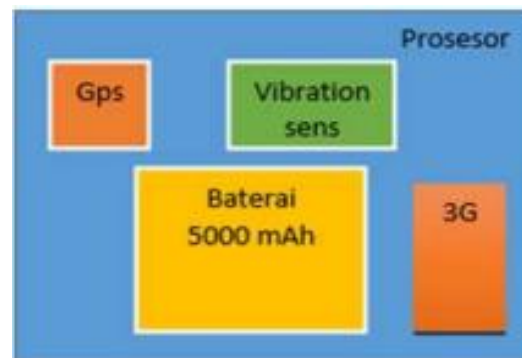 Prosesor
Gps
Vibration
sens
Baterai
5000 mAh
3G